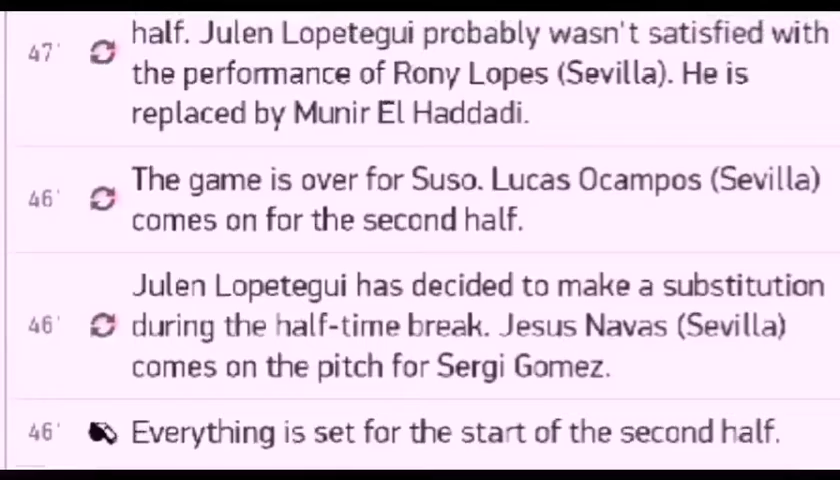 half. Julen Lopetegui probably wasn't satisfied with
47' the performance of Rony Lopes (Sevilla). He is
replaced by Munir El Haddadi.
46' The game is over for Suso. Lucas Ocampos (Sevilla)
comes on for the second half.
Julen Lopetegui has decided to make a substitution
46' during the half-time break. Jesus Navas (Sevilla)
comes on the pitch for Sergi Gomez.
46' Everything is set for the start of the second half.